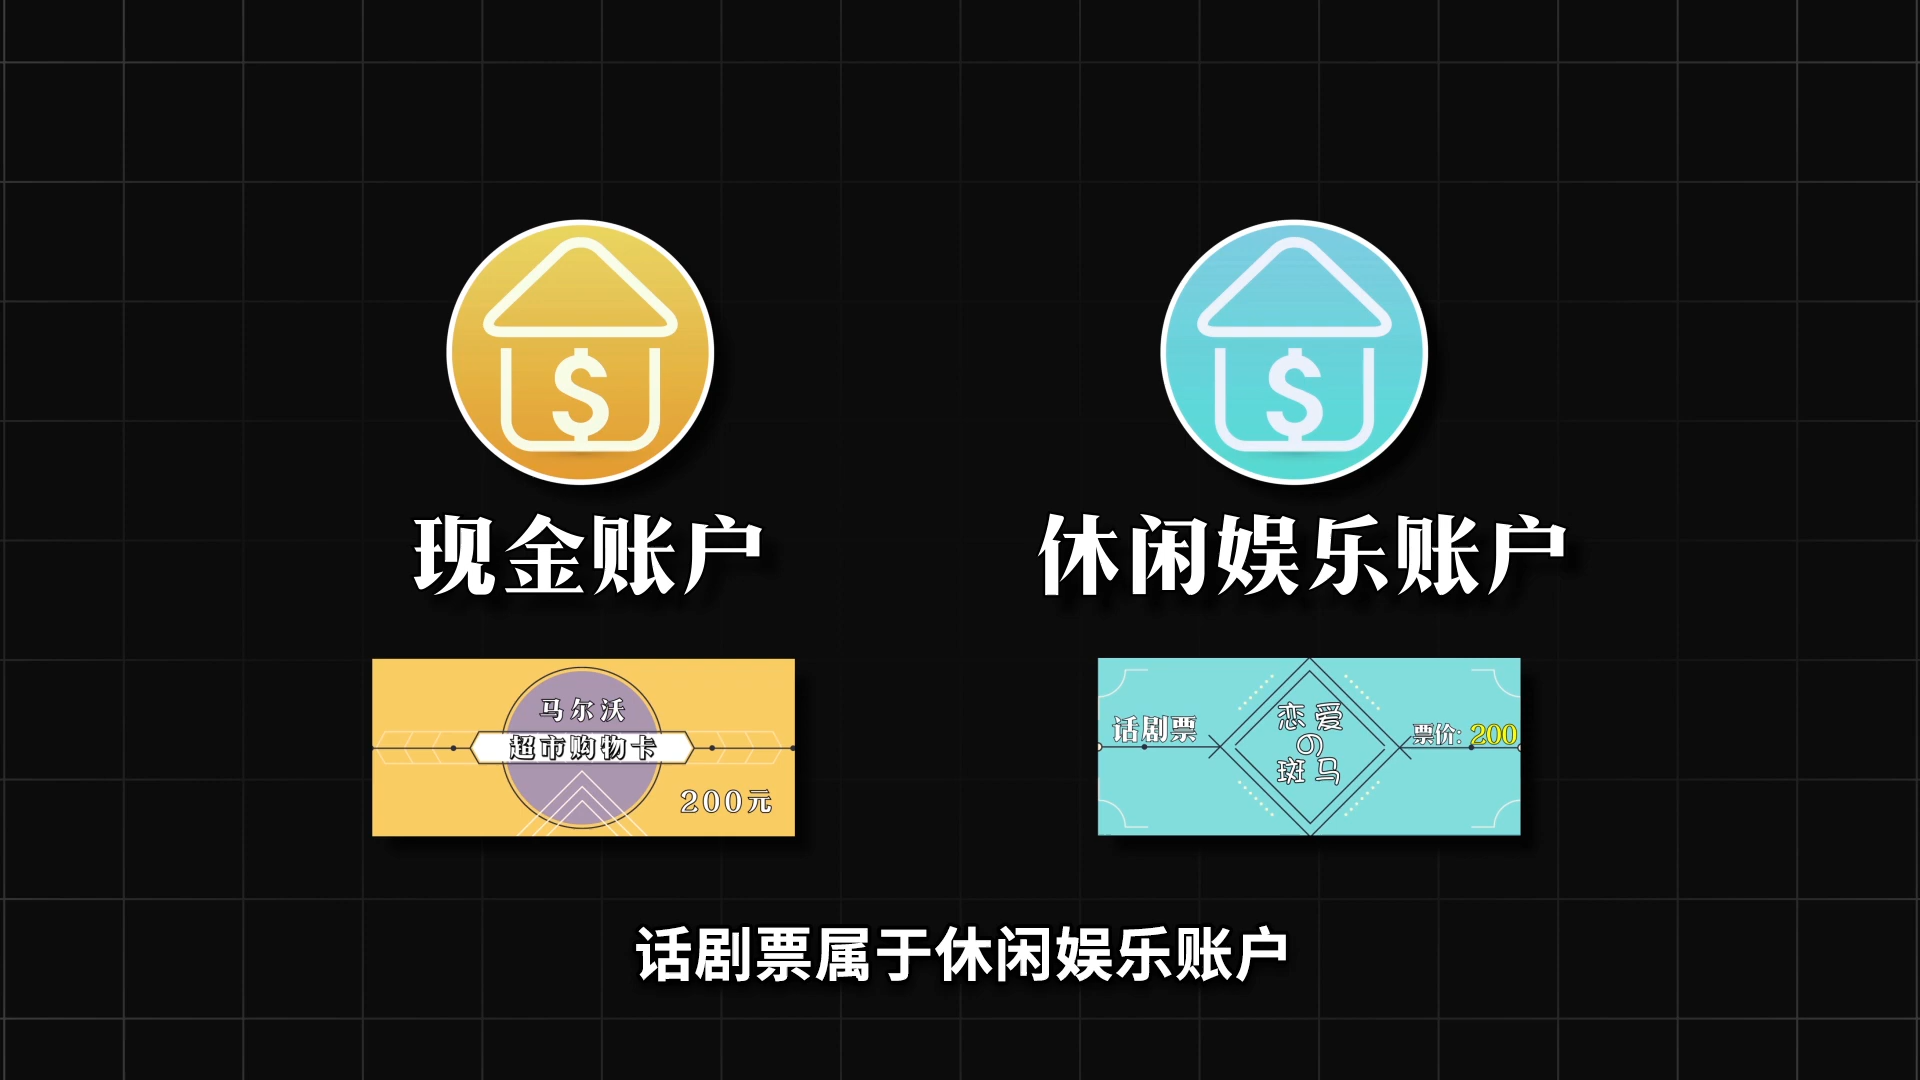 现金账户
休闲娱乐账户
马尔沃
超市购物卡
200元
话剧票
恋爱
の
斑马
票价: 200
话剧票属于休闲娱乐账户